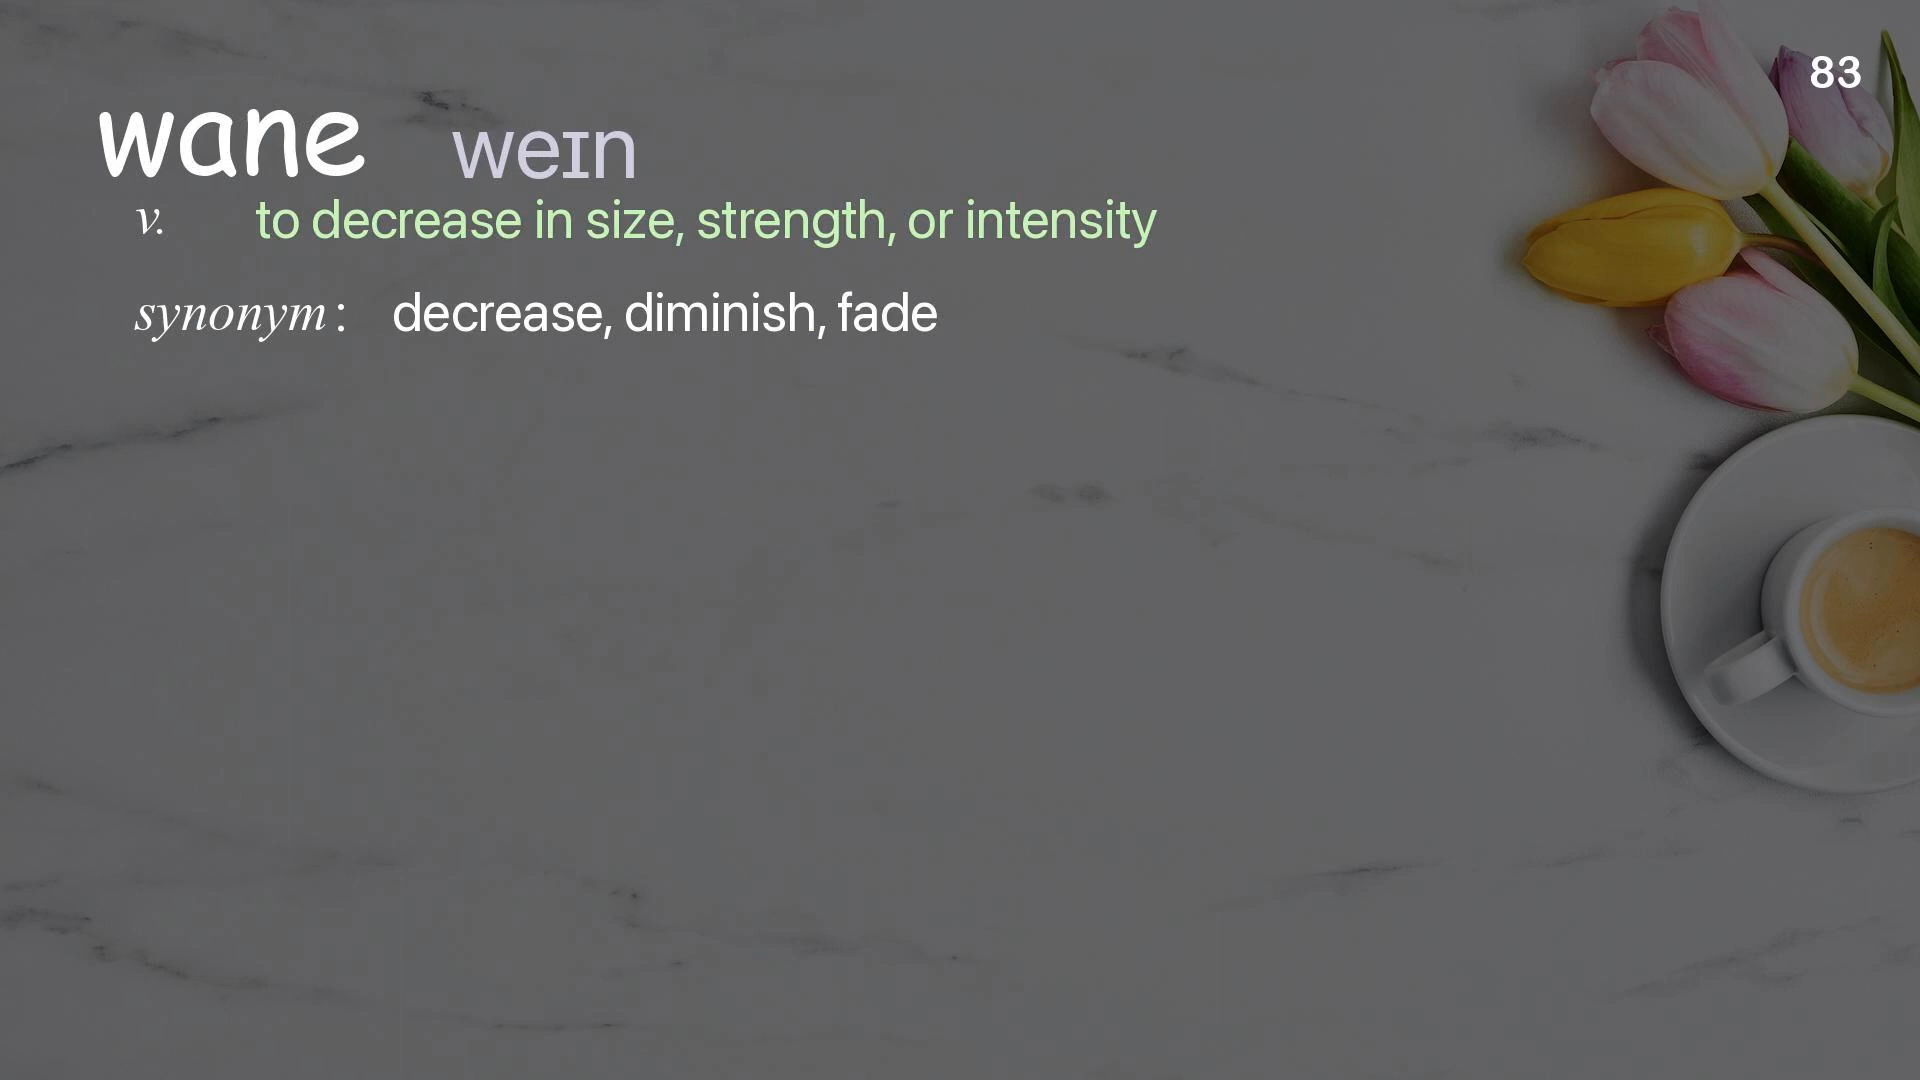 83
wane weɪn
v. to decrease in size, strength, or intensity
synonym: decrease, diminish, fade